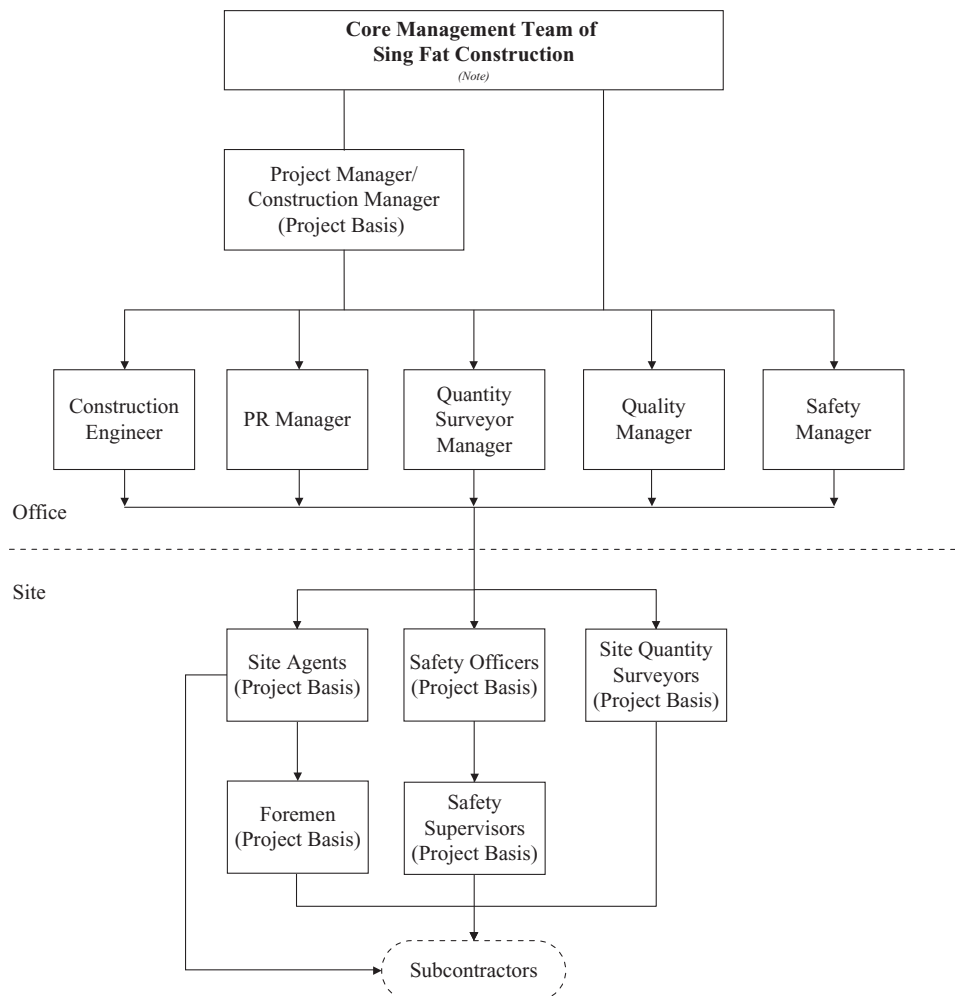 Core Management Team of
Sing Fat Construction
(Note)
Project Manager/
Construction Manager
(Project Basis)
Construction
Engineer
PR Manager
Quantity
Surveyor
Manager
Quality
Manager
Safety
Manager
Office
Site
Site Agents
(Project Basis)
Safety Officers
(Project Basis)
Site Quantity
Surveyors
(Project Basis)
Foremen
(Project Basis)
Safety
Supervisors
(Project Basis)
Subcontractors